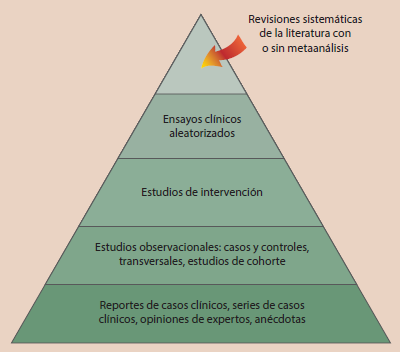 Revisiones sistemáticas
de la literatura con
o sin metaanálisis
Ensayos clínicos
aleatorizados
Estudios de intervención
Estudios observacionales: casos y controles,
transversales, estudios de cohorte
Reportes de casos clínicos, series de casos
clínicos, opiniones de expertos, anécdotas